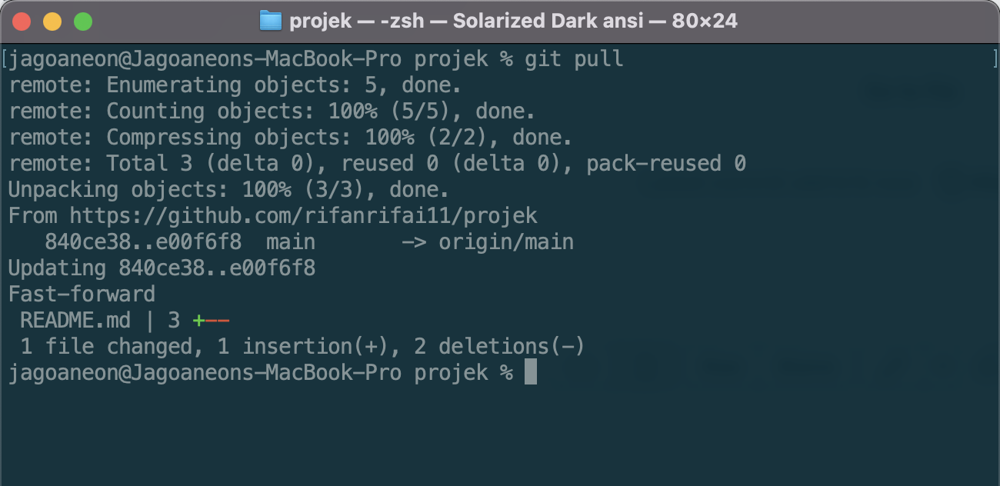 projek — -zsh — Solarized Dark ansi — 80×24
[jagoaneon@Jagoaneons-MacBook-Pro projek % git pull ]
remote: Enumerating objects: 5, done.
remote: Counting objects: 100% (5/5), done.
remote: Compressing objects: 100% (2/2), done.
remote: Total 3 (delta 0), reused 0 (delta 0), pack-reused 0
Unpacking objects: 100% (3/3), done.
From https://github.com/rifanrifai11/projek
   840ce38..e00f6f8  main       -> origin/main
Updating 840ce38..e00f6f8
Fast-forward
 README.md | 3 +--
 1 file changed, 1 insertion(+), 2 deletions(-)
jagoaneon@Jagoaneons-MacBook-Pro projek %